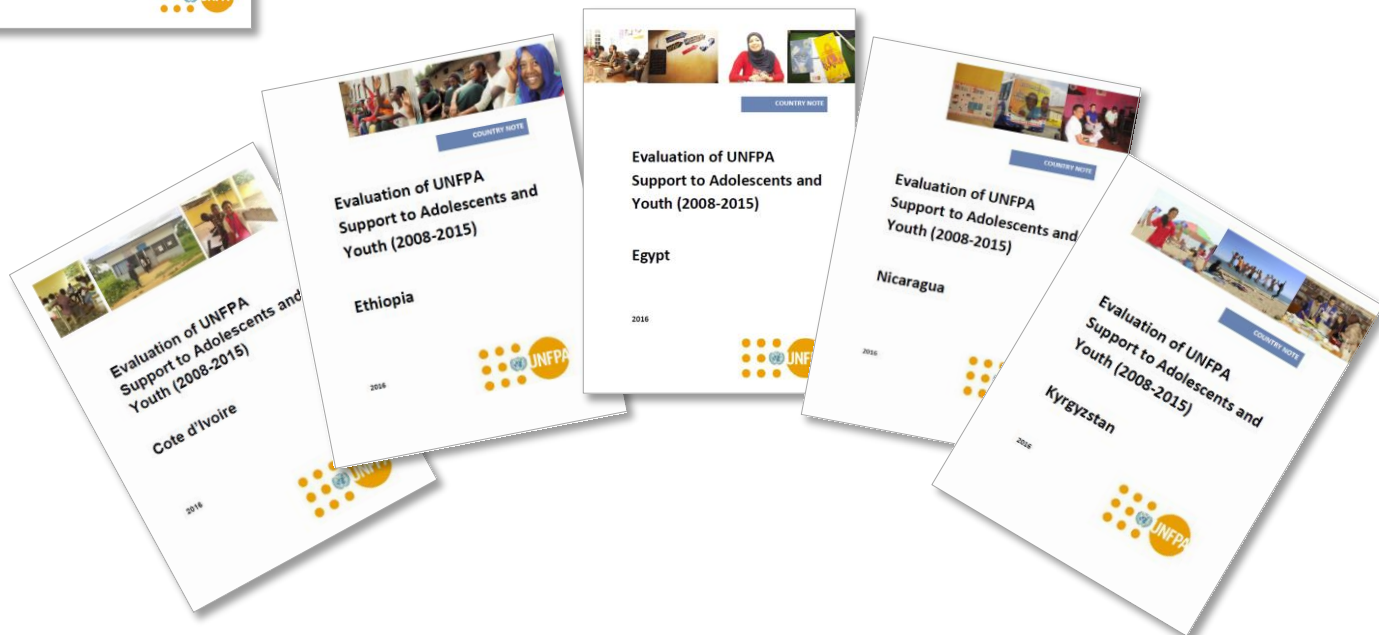 UNFPA
COUNTRY NOTE
Evaluation of UNFPA
Support to Adolescents and
Youth (2008-2015)
Cote d'Ivoire
2016
UNFPA
COUNTRY NOTE
Evaluation of UNFPA
Support to Adolescents and
Youth (2008-2015)
Ethiopia
2016
UNFPA
COUNTRY NOTE
Evaluation of UNFPA
Support to Adolescents and
Youth (2008-2015)
Egypt
2016
UNF
COUNTRY NOTE
Evaluation of UNFPA
Support to Adolescents and
Youth (2008-2015)
Nicaragua
2016
Evaluation of UNFPA
Support to Adolescents and
Youth (2008-2015)
Kyrgyzstan
2016
UNFPA